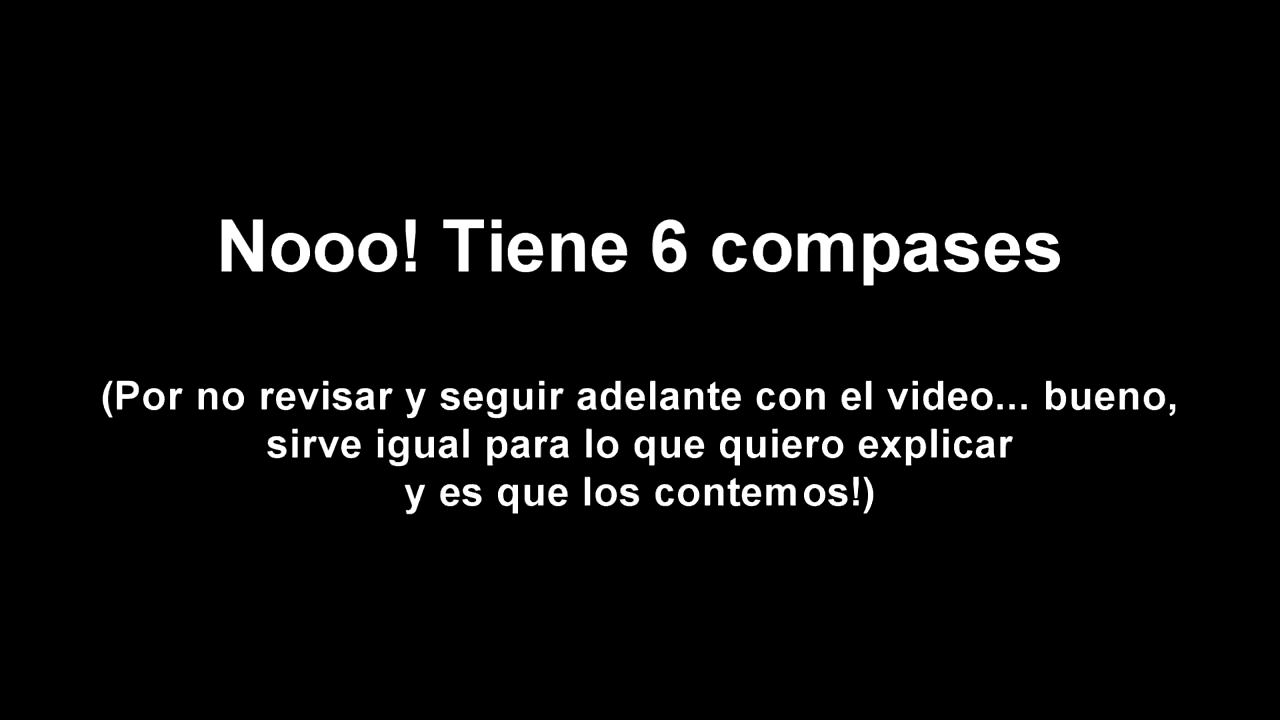 Nooo! Tiene 6 compases
(Por no revisar y seguir adelante con el video... bueno,
sirve igual para lo que quiero explicar
y es que los contemos!)